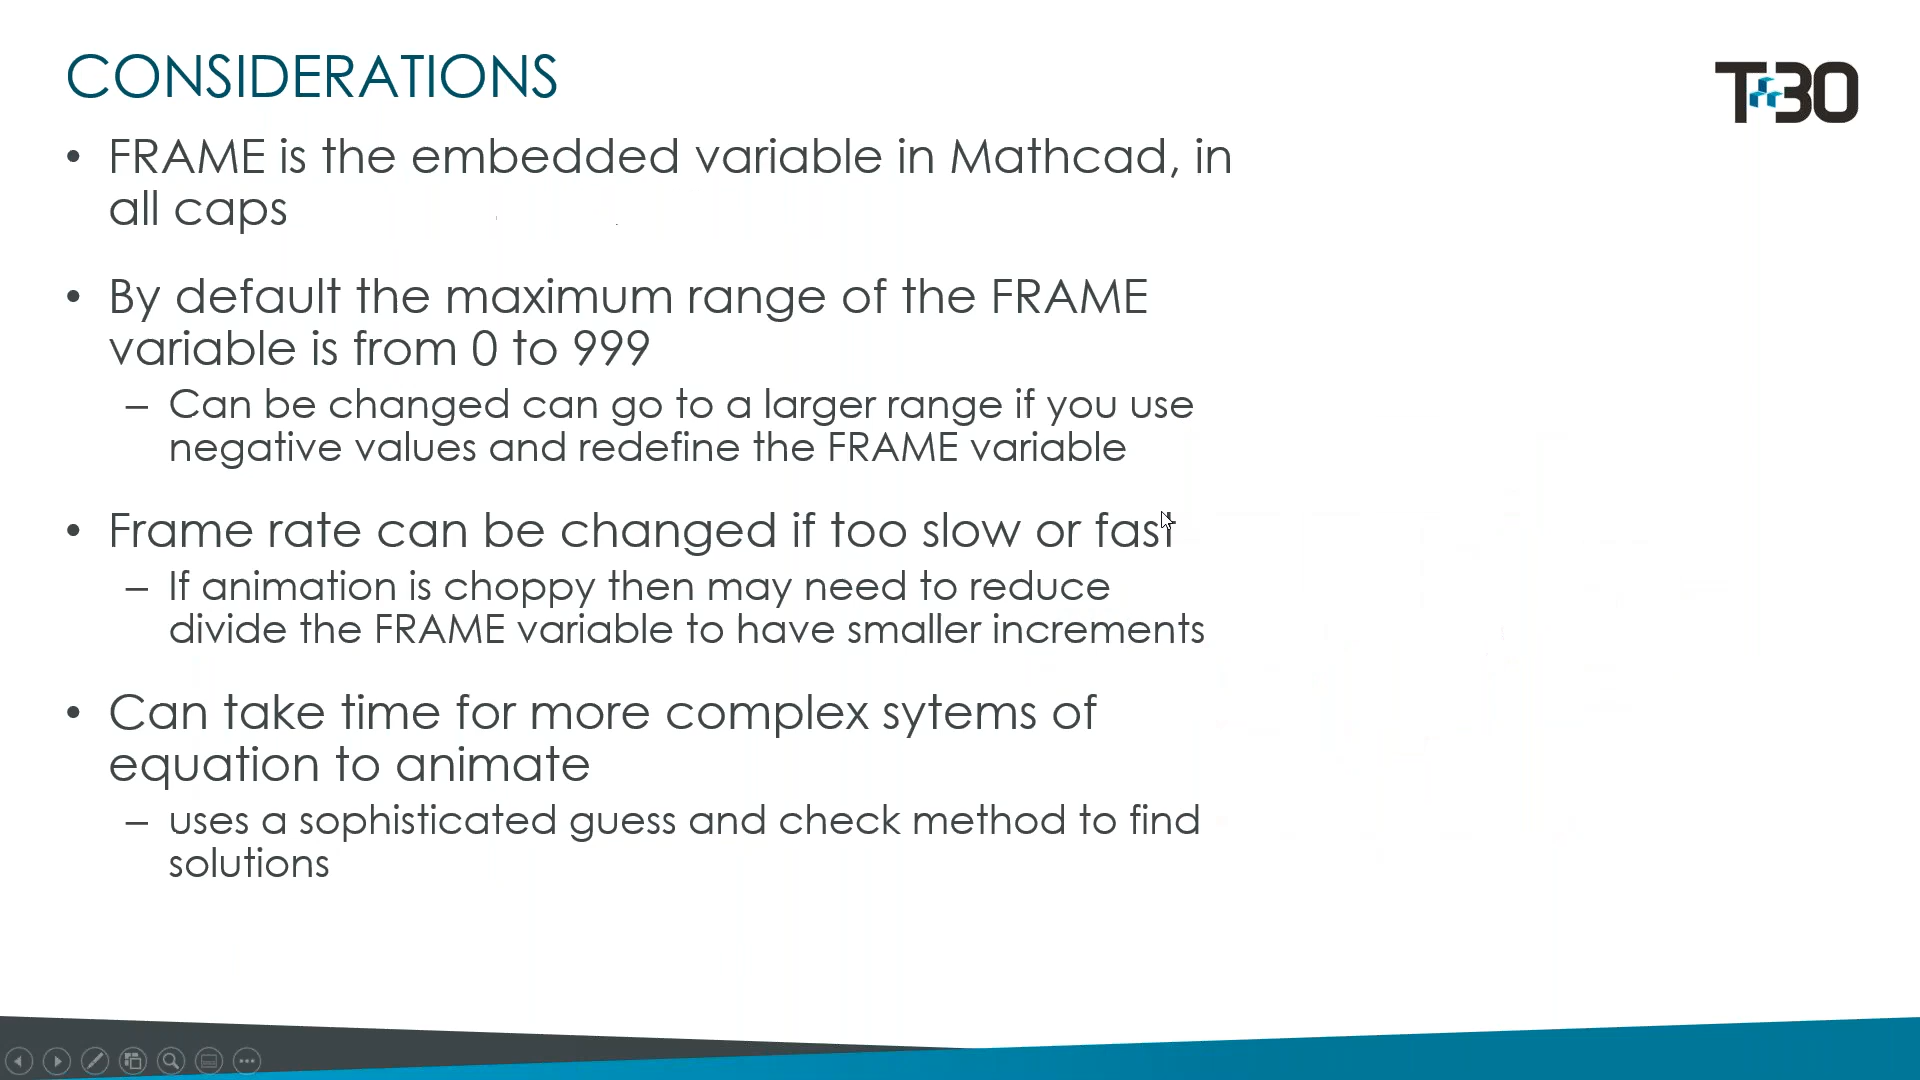 CONSIDERATIONS
T30
• FRAME is the embedded variable in Mathcad, in
all caps
• By default the maximum range of the FRAME
variable is from 0 to 999
– Can be changed can go to a larger range if you use
negative values and redefine the FRAME variable
• Frame rate can be changed if too slow or fast
– If animation is choppy then may need to reduce
divide the FRAME variable to have smaller increments
• Can take time for more complex sytems of
equation to animate
– uses a sophisticated guess and check method to find
solutions